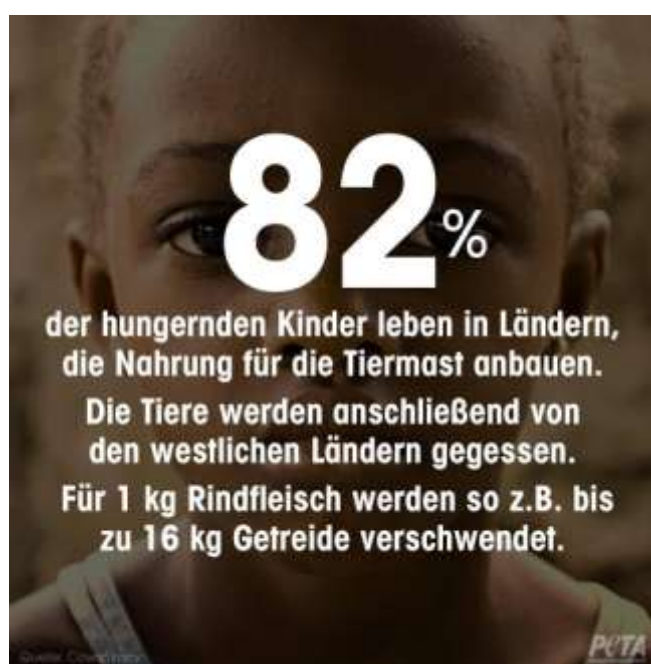 82%
der hungernden Kinder leben in Ländern,
die Nahrung für die Tiermast anbauen.
Die Tiere werden anschließend von
den westlichen Ländern gegessen.
Für 1 kg Rindfleisch werden so z.B. bis
zu 16 kg Getreide verschwendet.
PETA